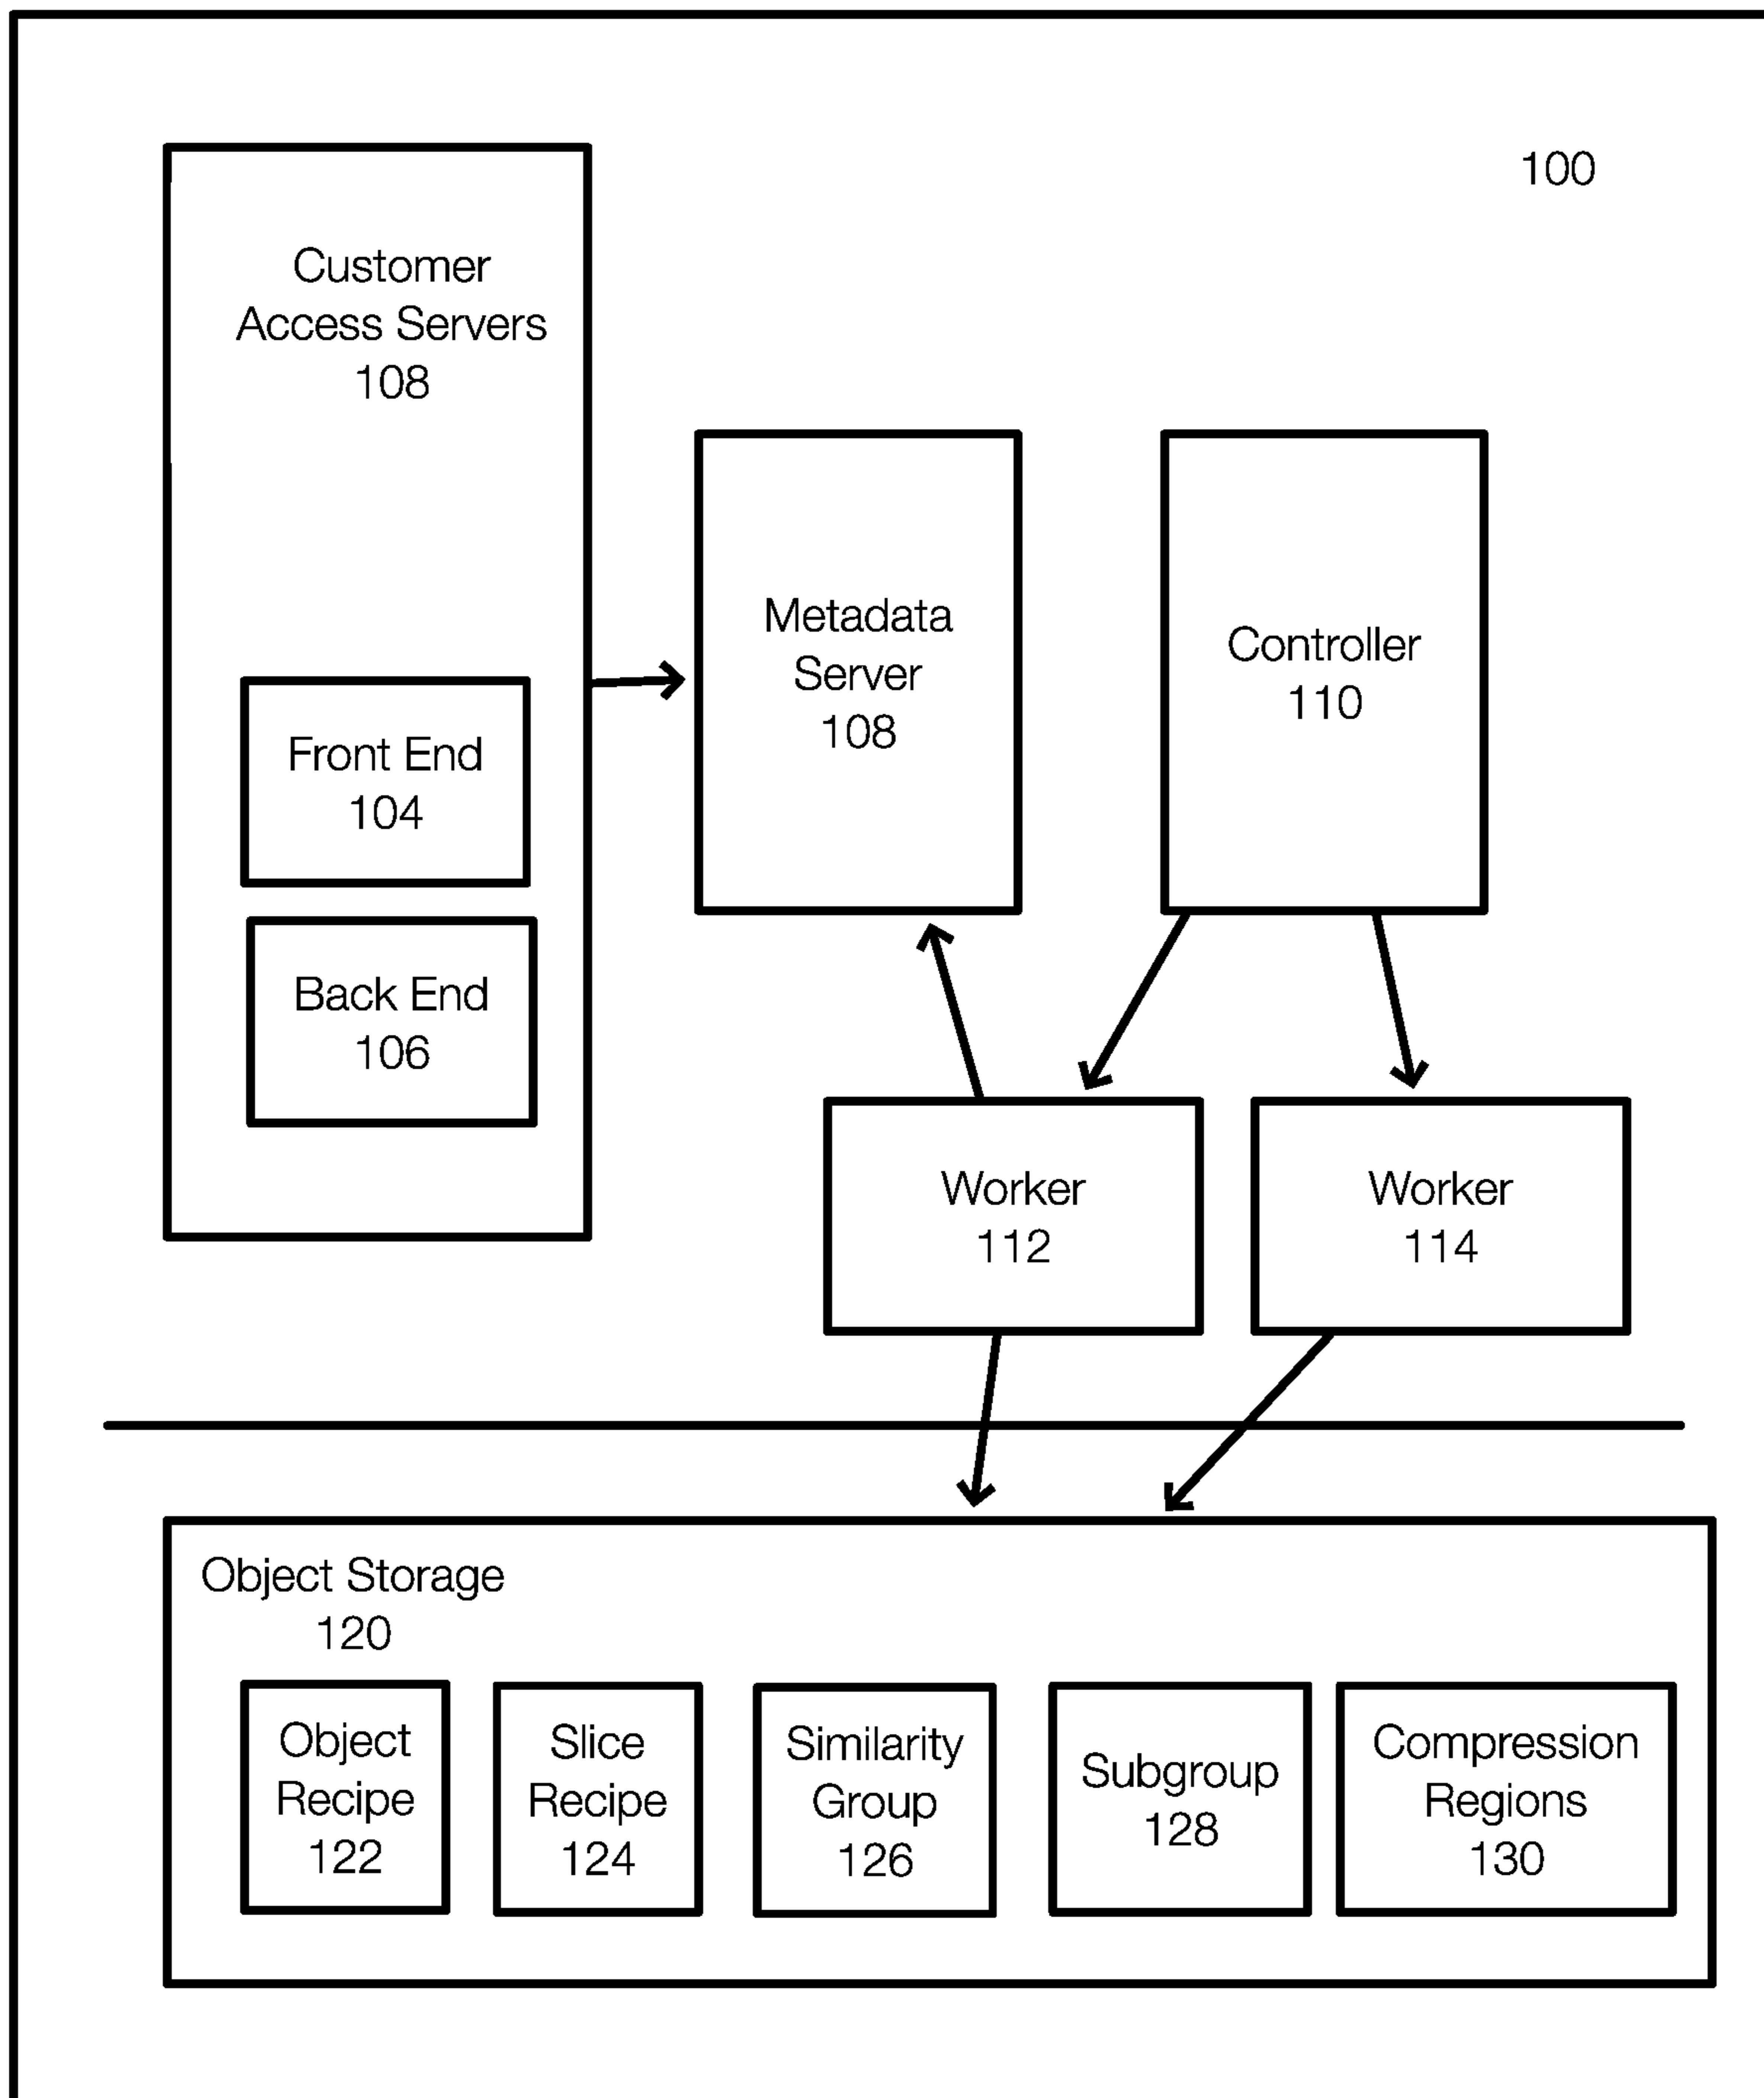 100
Customer
Access Servers
108
Metadata
Server
108
Controller
110
Front End
104
Back End
106
Worker
112
Worker
114
Object Storage
120
Object
Recipe
122
Slice
Recipe
124
Similarity
Group
126
Subgroup
128
Compression
Regions
130